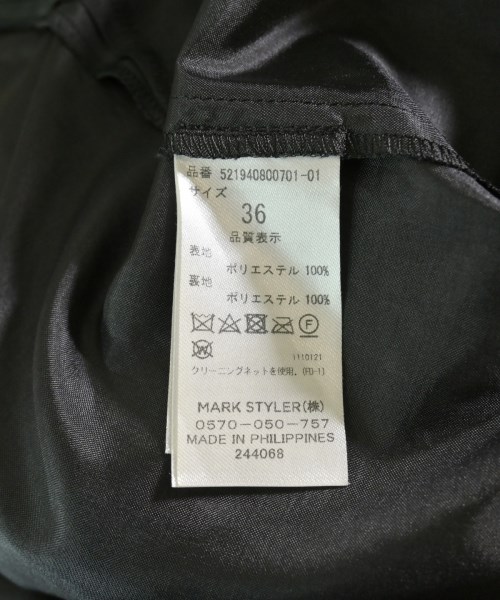 品番 521940800701-01
サイズ
36
品質表示
表地
ポリエステル 100%
裏地
ポリエステル 100%
F
W
1110121
クリーニングネットを使用。(FU-1)
MARK STYLER(株)
0570-050-757
MADE IN PHILIPPINES
244068